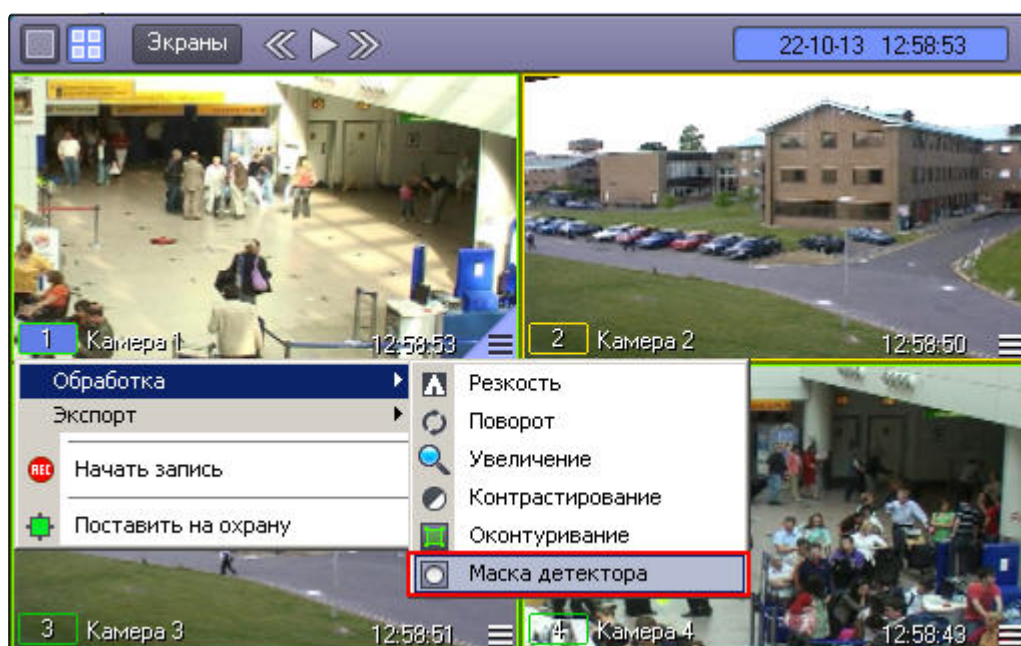 Экраны 22-10-13 12:58:53
1 Камера 1 12:58:53
2 Камера 2 12:58:50
Обработка
Экспорт
REC Начать запись
Поставить на охрану
Резкость
Поворот
Увеличение
Контрастирование
Оконтуривание
Маска детектора
3 Камера 3 12:58:51
4 Камера 4 12:58:43